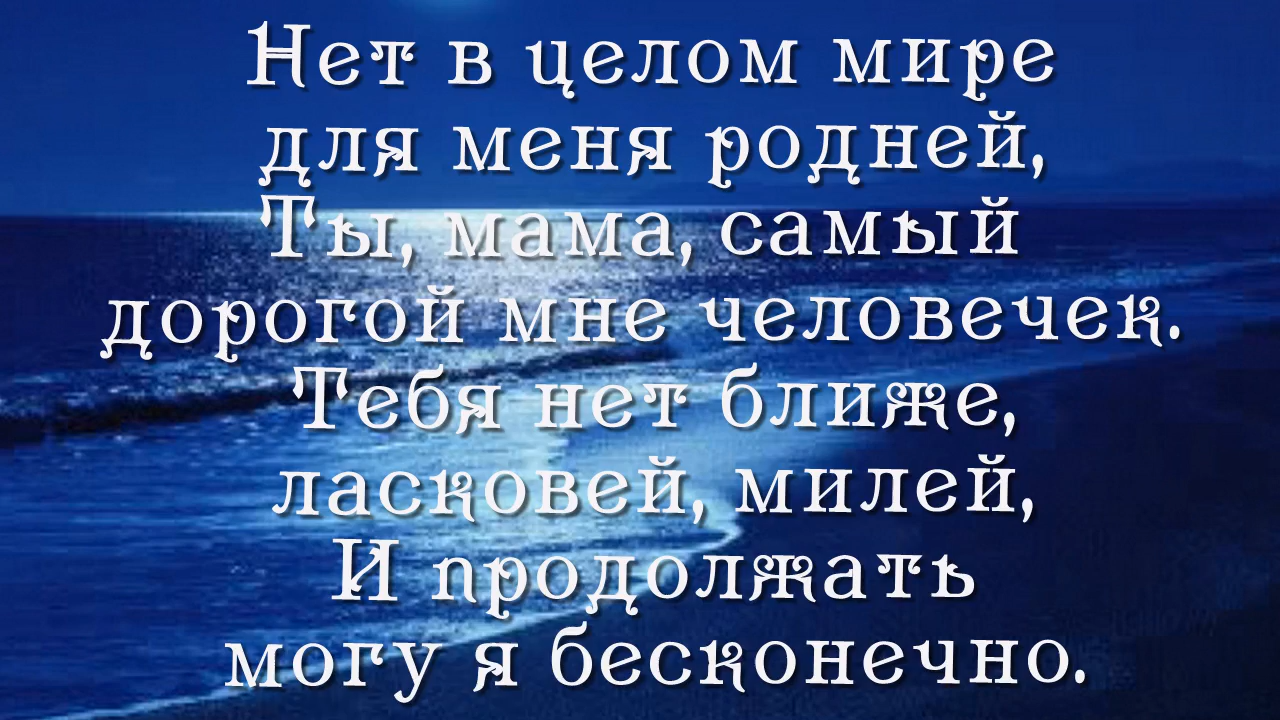 Нет в целом мире
для меня родней,
Ты, мама, самый
дорогой мне человечек.
Тебя нет ближе,
ласковей, милей,
И продолжать
могу я бесконечно.